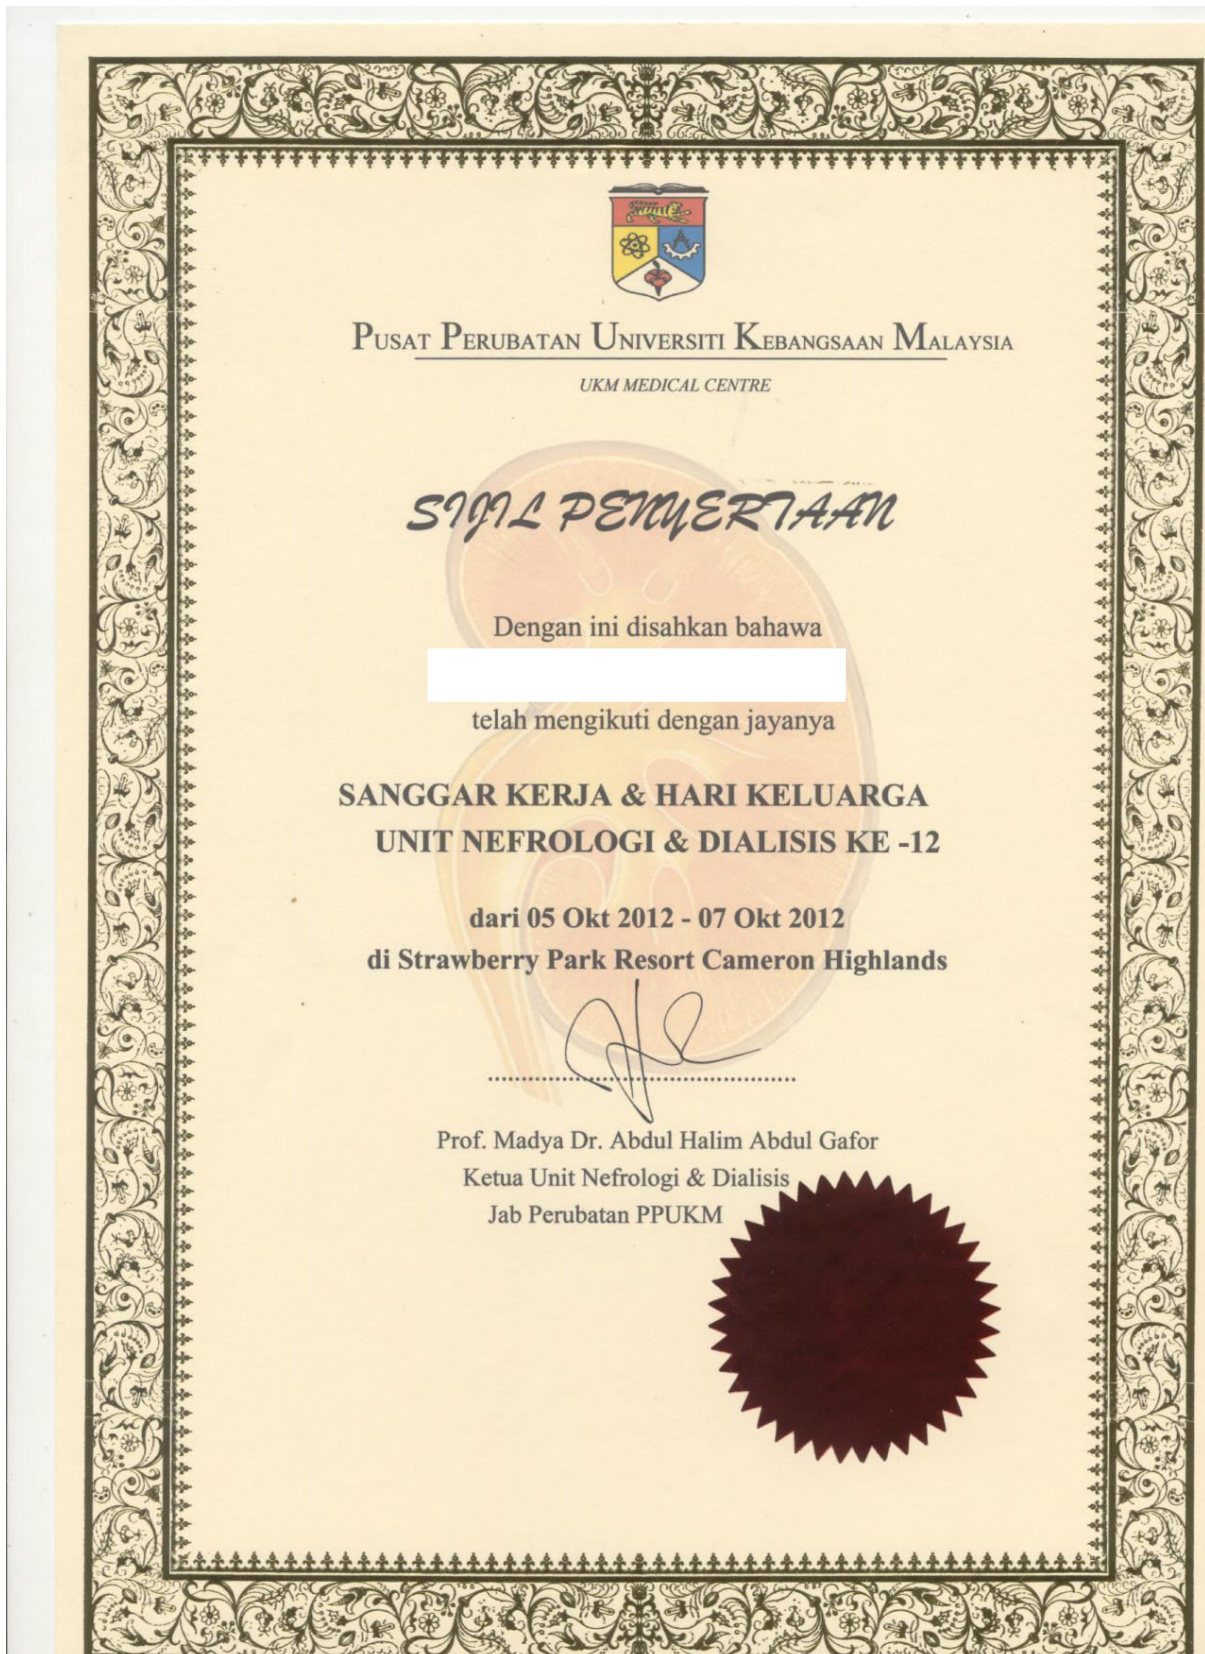 PUSAT PERUBATAN UNIVERSITI KEBANGSAAN MALAYSIA
UKM MEDICAL CENTRE
SIJIL PENYERTAAN
Dengan ini disahkan bahawa
telah mengikuti dengan jayanya
SANGGAR KERJA & HARI KELUARGA
UNIT NEFROLOGI & DIALISIS KE -12
dari 05 Okt 2012 - 07 Okt 2012
di Strawberry Park Resort Cameron Highlands
Prof. Madya Dr. Abdul Halim Abdul Gafor
Ketua Unit Nefrologi & Dialisis
Jab Perubatan PPUKM